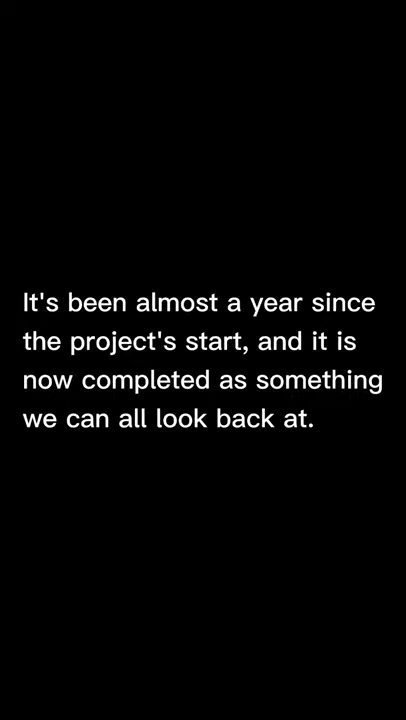 It's been almost a year since
the project's start, and it is
now completed as something
we can all look back at.